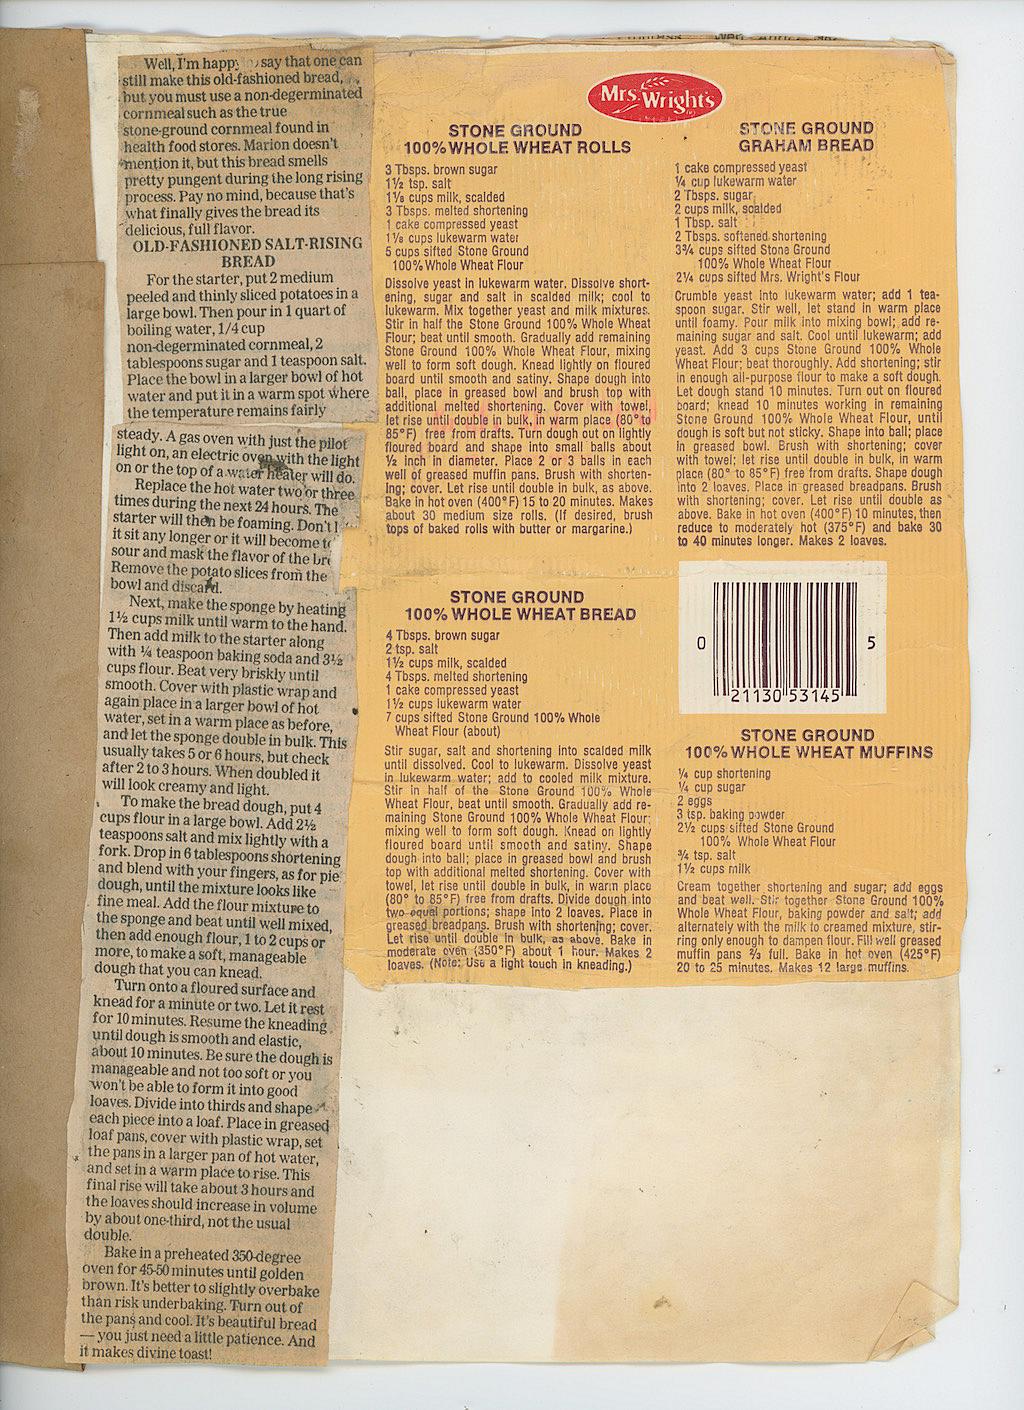 Well, I'm happ say that one can
still make this old-fashioned bread,
but you must use a non-degerminated
cornmeal such as the true
stone-ground cornmeal found in
health food stores. Marion doesn't
mention it, but this bread smells
pretty pungent during the long rising
process. Pay no mind, because that's
what finally gives the bread its
delicious, full flavor.
OLD-FASHIONED SALT-RISING
BREAD
For the starter, put 2 medium
peeled and thinly sliced potatoes in a
large bowl. Then pour in 1 quart of
boiling water, 1/4 cup
non-degerminated cornmeal, 2
tablespoons sugar and 1 teaspoon salt.
Place the bowl in a larger bowl of hot
water and put it in a warm spot where
the temperature remains fairly
steady. A gas oven with just the pilot
light on, an electric oven with the light
on or the top of a water heater will do.
Replace the hot water two or three
times during the next 24 hours. The
starter will then be foaming. Don't l
it sit any longer or it will become to
sour and mask the flavor of the bre
Remove the potato slices from the
bowl and discard.
Next, make the sponge by heating
1½ cups milk until warm to the hand.
Then add milk to the starter along
with ¼ teaspoon baking soda and 3½
cups flour. Beat very briskly until
smooth. Cover with plastic wrap and
again place in a larger bowl of hot
water, set in a warm place as before,
and let the sponge double in bulk. This
usually takes 5 or 6 hours, but check
after 2 to 3 hours. When doubled it
will look creamy and light.
To make the bread dough, put 4
cups flour in a large bowl. Add 2½
teaspoons salt and mix lightly with a
fork. Drop in 6 tablespoons shortening
and blend with your fingers, as for pie
dough, until the mixture looks like
fine meal. Add the flour mixture to
the sponge and beat until well mixed,
then add enough flour, 1 to 2 cups or
more, to make a soft, manageable
dough that you can knead.
Turn onto a floured surface and
knead for a minute or two. Let it rest
for 10 minutes. Resume the kneading
until dough is smooth and elastic,
about 10 minutes. Be sure the dough is
manageable and not too soft or you
won't be able to form it into good
loaves. Divide into thirds and shape
each piece into a loaf. Place in greased
loaf pans, cover with plastic wrap, set
the pans in a larger pan of hot water,
and set in a warm place to rise. This
final rise will take about 3 hours and
the loaves should increase in volume
by about one-third, not the usual
double.
Bake in a preheated 350-degree
oven for 45-50 minutes until golden
brown. It's better to slightly overbake
than risk underbaking. Turn out of
the pans and cool. It's beautiful bread
— you just need a little patience. And
it makes divine toast!
Mrs. Wright's
STONE GROUND
100% WHOLE WHEAT ROLLS
3 Tbsps. brown sugar
1½ tsp. salt
1⅛ cups milk, scalded
3 Tbsps. melted shortening
1 cake compressed yeast
1⅛ cups lukewarm water
5 cups sifted Stone Ground
100% Whole Wheat Flour
Dissolve yeast in lukewarm water. Dissolve short-
ening, sugar and salt in scalded milk; cool to
lukewarm. Mix together yeast and milk mixtures.
Stir in half the Stone Ground 100% Whole Wheat
Flour; beat until smooth. Gradually add remaining
Stone Ground 100% Whole Wheat Flour, mixing
well to form soft dough. Knead lightly on floured
board until smooth and satiny. Shape dough into
ball, place in greased bowl and brush top with
additional melted shortening. Cover with towel,
let rise until double in bulk, in warm place (80° to
85°F) free from drafts. Turn dough out on lightly
floured board and shape into small balls about
½ inch in diameter. Place 2 or 3 balls in each
well of greased muffin pans. Brush with shorten-
ing; cover. Let rise until double in bulk, as above.
Bake in hot oven (400°F) 15 to 20 minutes. Makes
about 30 medium size rolls. (If desired, brush
tops of baked rolls with butter or margarine.)
STONE GROUND
100% WHOLE WHEAT BREAD
4 Tbsps. brown sugar
2 tsp. salt
1½ cups milk, scalded
4 Tbsps. melted shortening
1 cake compressed yeast
1½ cups lukewarm water
7 cups sifted Stone Ground 100% Whole
Wheat Flour (about)
Stir sugar, salt and shortening into scalded milk
until dissolved. Cool to lukewarm. Dissolve yeast
in lukewarm water; add to cooled milk mixture.
Stir in half of the Stone Ground 100% Whole
Wheat Flour, beat until smooth. Gradually add re-
maining Stone Ground 100% Whole Wheat Flour;
mixing well to form soft dough. Knead on lightly
floured board until smooth and satiny. Shape
dough into ball; place in greased bowl and brush
top with additional melted shortening. Cover with
towel, let rise until double in bulk, in warm place
(80° to 85°F) free from drafts. Divide dough into
two equal portions; shape into 2 loaves. Place in
greased breadpans. Brush with shortening; cover.
Let rise until double in bulk, as above. Bake in
moderate oven (350°F) about 1 hour. Makes 2
loaves. (Note: Use a light touch in kneading.)
STONE GROUND
GRAHAM BREAD
1 cake compressed yeast
¼ cup lukewarm water
2 Tbsps. sugar
2 cups milk, scalded
1 Tbsp. salt
2 Tbsps. softened shortening
3¾ cups sifted Stone Ground
100% Whole Wheat Flour
2¼ cups sifted Mrs. Wright's Flour
Crumble yeast into lukewarm water; add 1 tea-
spoon sugar. Stir well, let stand in warm place
until foamy. Pour milk into mixing bowl; add re-
maining sugar and salt. Cool until lukewarm; add
yeast. Add 3 cups Stone Ground 100% Whole
Wheat Flour; beat thoroughly. Add shortening; stir
in enough all-purpose flour to make a soft dough.
Let dough stand 10 minutes. Turn out on floured
board; knead 10 minutes working in remaining
Stone Ground 100% Whole Wheat Flour, until
dough is soft but not sticky. Shape into ball; place
in greased bowl. Brush with shortening; cover
with towel; let rise until double in bulk, in warm
place (80° to 85°F) free from drafts. Shape dough
into 2 loaves. Place in greased breadpans. Brush
with shortening; cover. Let rise until double as
above. Bake in hot oven (400°F) 10 minutes, then
reduce to moderately hot (375°F) and bake 30
to 40 minutes longer. Makes 2 loaves.
0 21130 53145 5
STONE GROUND
100% WHOLE WHEAT MUFFINS
¼ cup shortening
¼ cup sugar
2 eggs
3 tsp. baking powder
2½ cups sifted Stone Ground
100% Whole Wheat Flour
¾ tsp. salt
1½ cups milk
Cream together shortening and sugar; add eggs
and beat well. Stir together Stone Ground 100%
Whole Wheat Flour, baking powder and salt; add
alternately with the milk to creamed mixture, stir-
ring only enough to dampen flour. Fill well greased
muffin pans ⅔ full. Bake in hot oven (425°F)
20 to 25 minutes. Makes 12 large muffins.